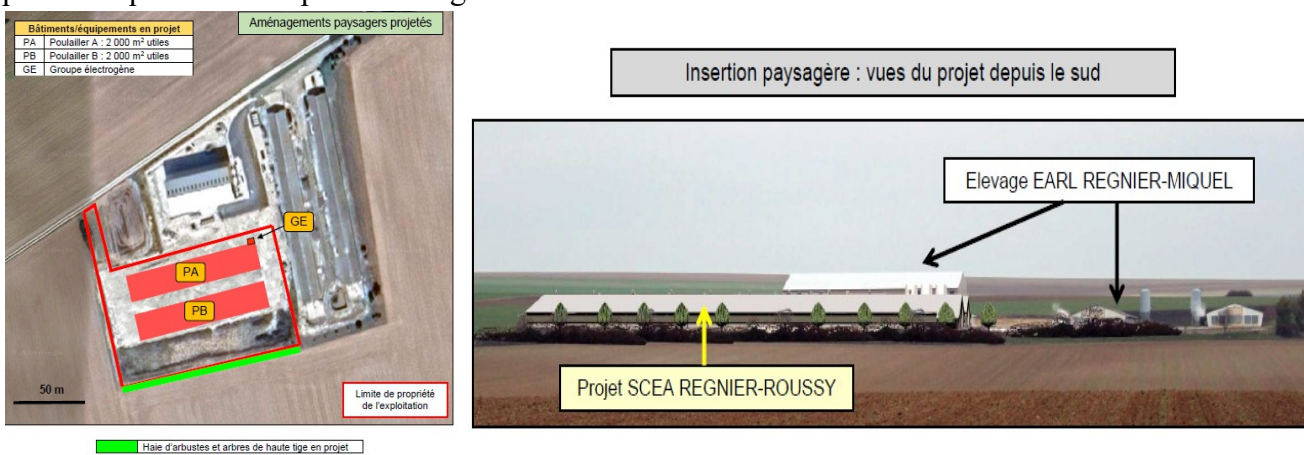 Aménagements paysagers projetés
Bâtiments/équipements en projet
PA Poulailler A : 2 000 m² utiles
PB Poulailler B : 2 000 m² utiles
GE Groupe électrogène
GE
PA
PB
50 m
Limite de propriété
de l'exploitation
Haie d'arbustes et arbres de haute tige en projet
Insertion paysagère : vues du projet depuis le sud
Elevage EARL REGNIER-MIQUEL
Projet SCEA REGNIER-ROUSSY